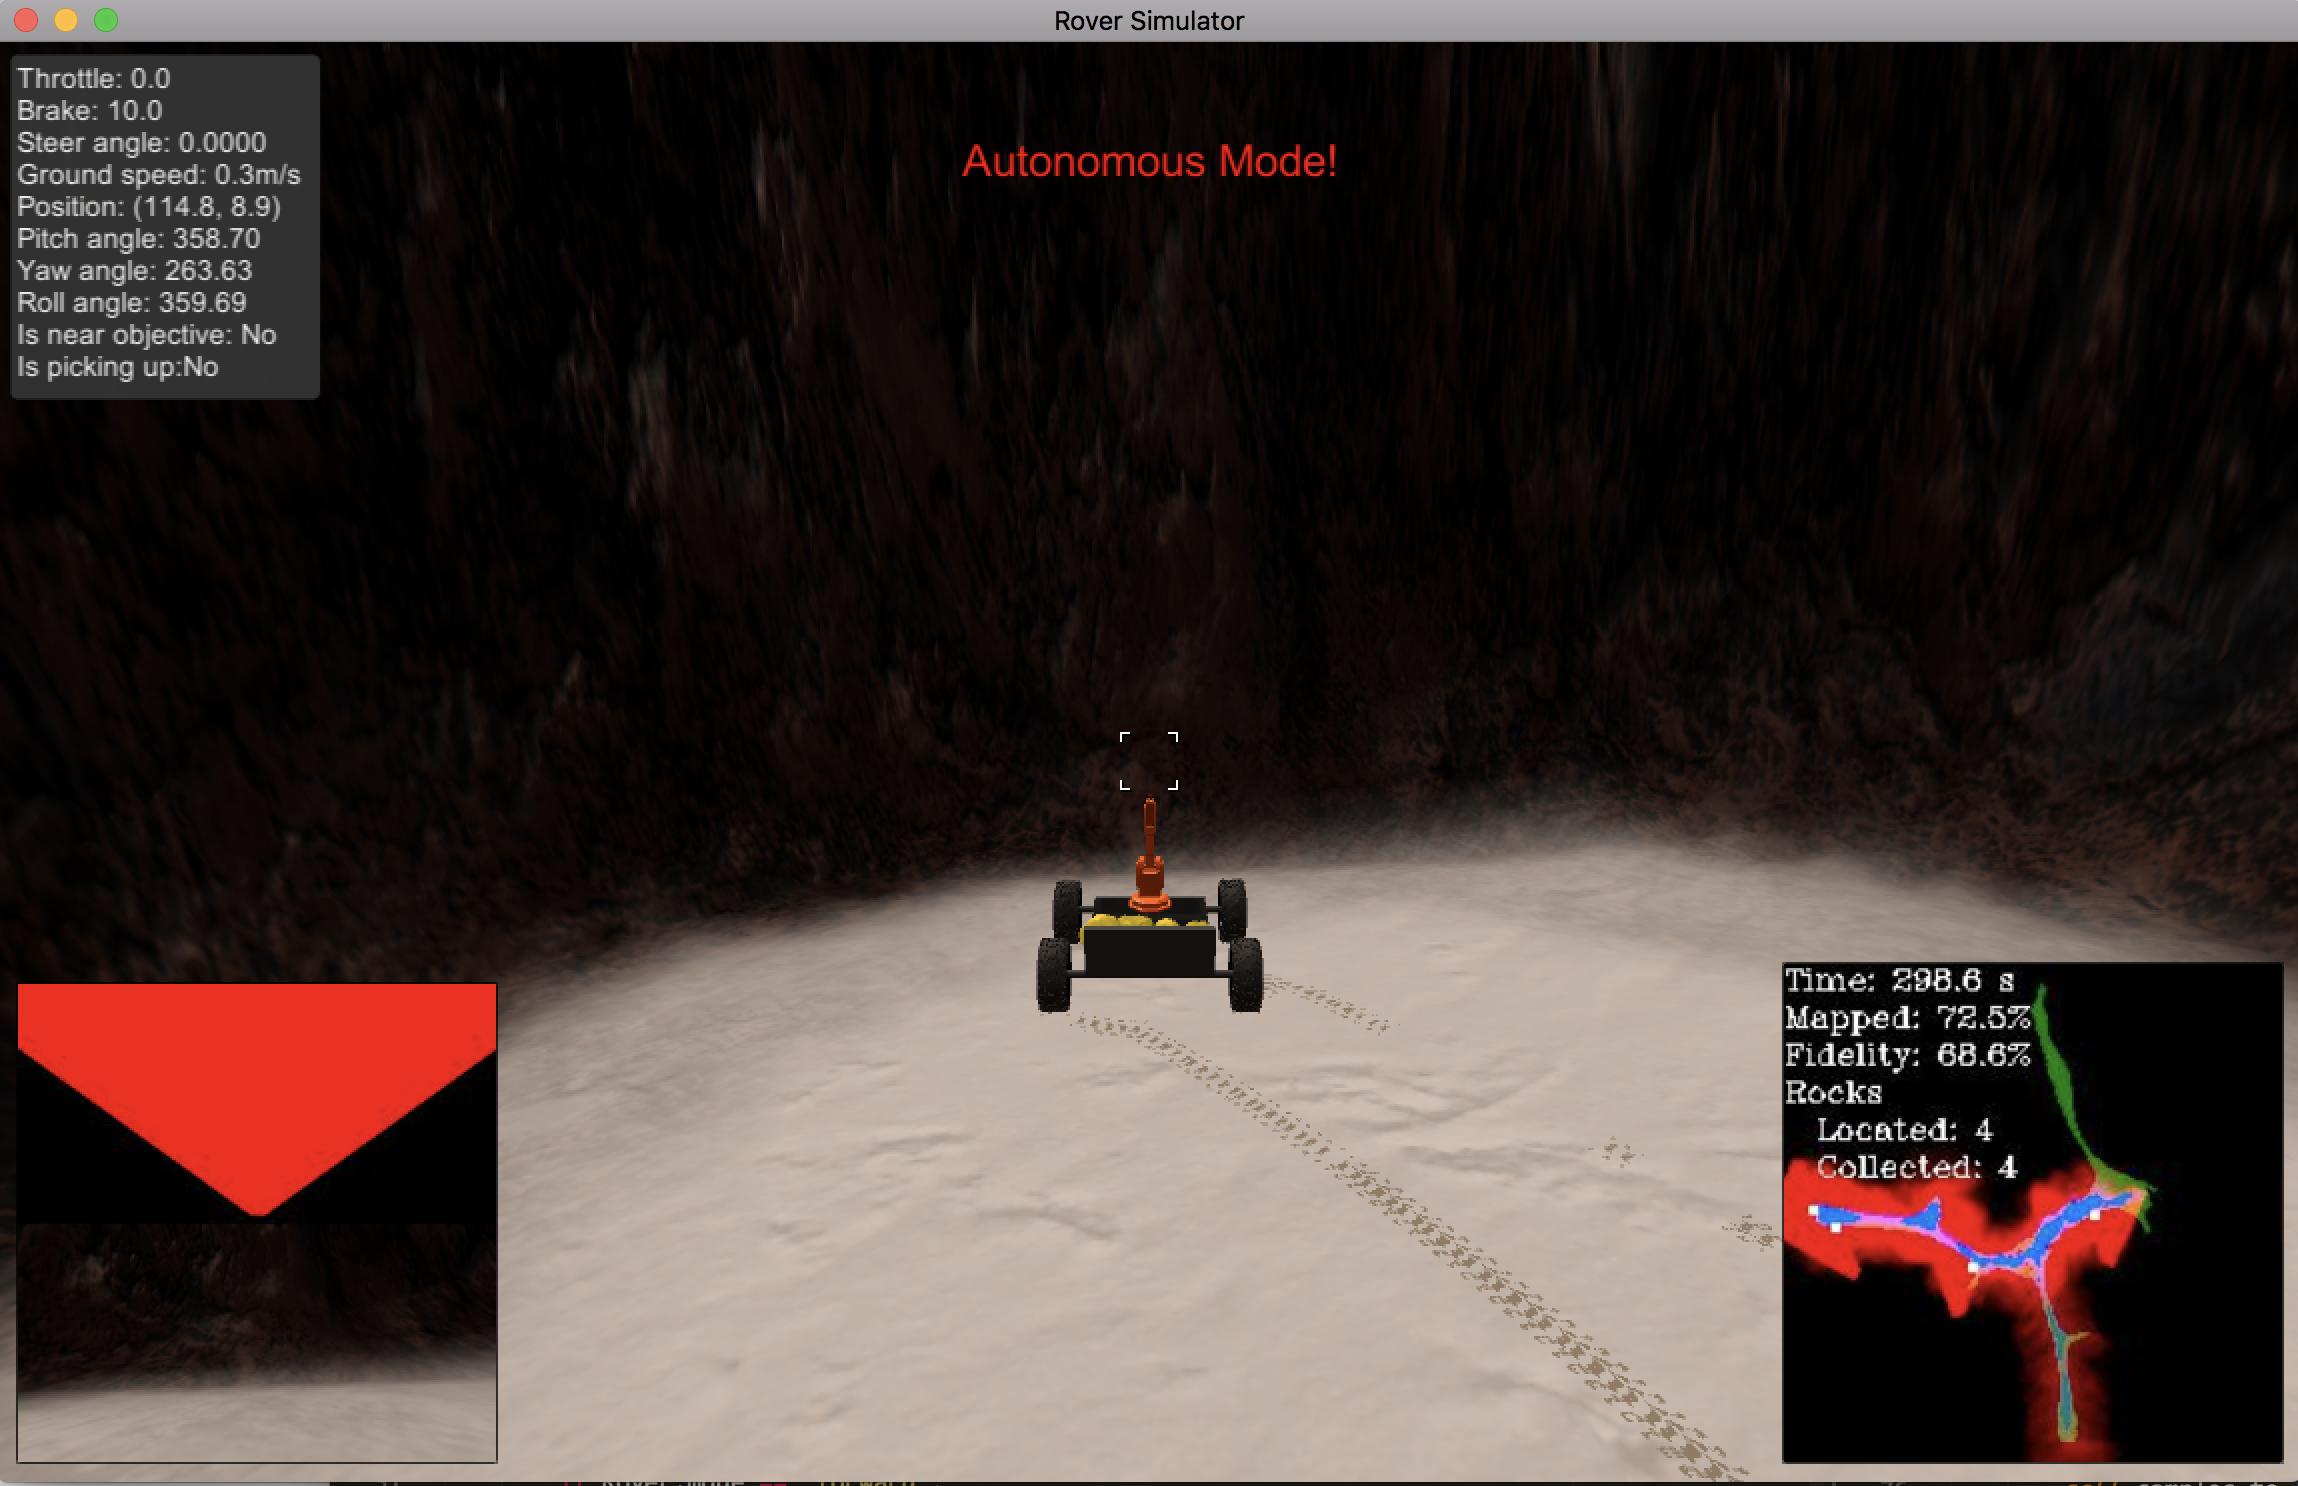 Rover Simulator
Throttle: 0.0
Brake: 10.0
Steer angle: 0.0000
Ground speed: 0.3m/s
Position: (114.8, 8.9)
Pitch angle: 358.70
Yaw angle: 263.63
Roll angle: 359.69
Is near objective: No
Is picking up:No
Autonomous Mode!
Time: 298.6 s
Mapped: 72.5%
Fidelity: 68.6%
Rocks
Located: 4
Collected: 4